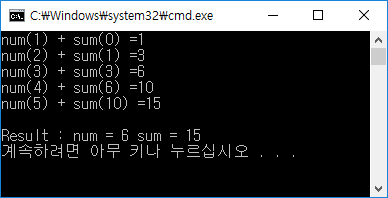 C:\Windows\system32\cmd.exe
num(1) + sum(0) =1
num(2) + sum(1) =3
num(3) + sum(3) =6
num(4) + sum(6) =10
num(5) + sum(10) =15
Result : num = 6 sum = 15
계속하려면 아무 키나 누르십시오 . . .